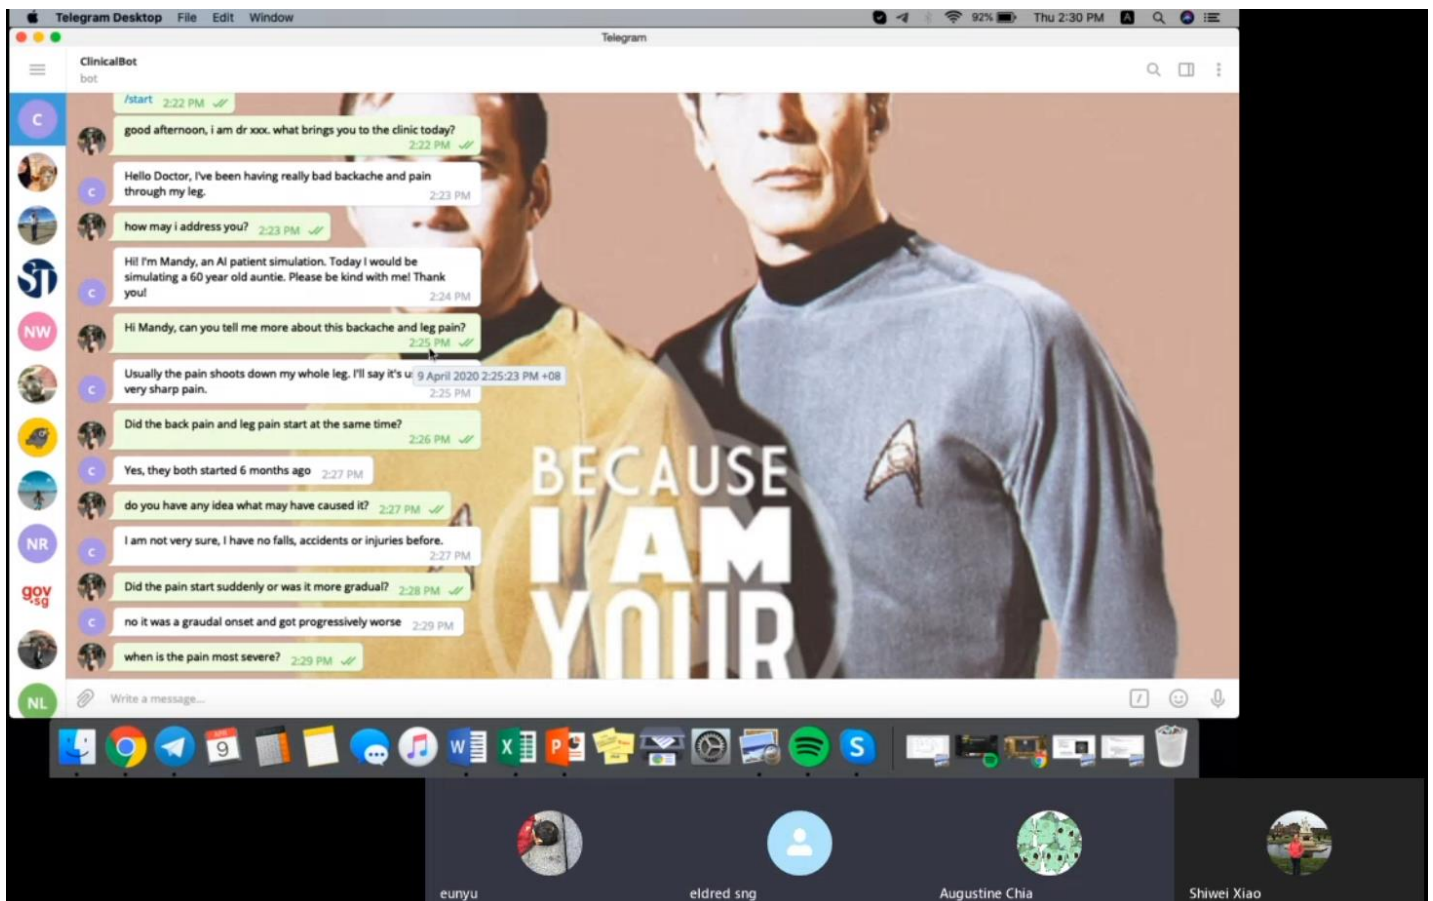 Telegram Desktop File Edit Window 92% Thu 2:30 PM A
Telegram
ClinicalBot
bot
/start 2:22 PM
C
good afternoon, i am dr xxx. what brings you to the clinic today?
2:22 PM
Hello Doctor, I've been having really bad backache and pain
through my leg.
2:23 PM
C
how may i address you? 2:23 PM
Hi! I'm Mandy, an AI patient simulation. Today I would be
simulating a 60 year old auntie. Please be kind with me! Thank
you!
2:24 PM
C
ST
NW
Hi Mandy, can you tell me more about this backache and leg pain?
2:25 PM
9 April 2020 2:25:23 PM +08
Usually the pain shoots down my whole leg. I'll say it's
very sharp pain.
2:25 PM
C
Did the back pain and leg pain start at the same time?
2:26 PM
C
Yes, they both started 6 months ago 2:27 PM
do you have any idea what may have caused it? 2:27 PM
NR
I am not very sure, I have no falls, accidents or injuries before.
2:27 PM
C
gov
.sg
Did the pain start suddenly or was it more gradual? 2:28 PM
C
no it was a graudal onset and got progressively worse 2:29 PM
when is the pain most severe? 2:29 PM
BECAUSE
I AM
YOUR
NL
Write a message...
/
APR
9
W
X
P
S
eunyu
eldred sng
Augustine Chia
Shiwei Xiao